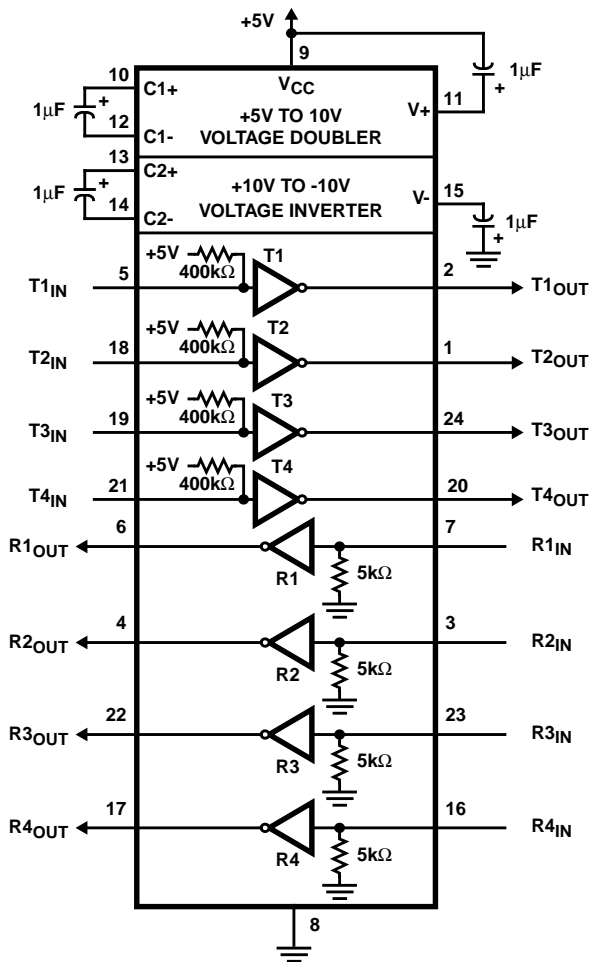 +5V
9
10
C1+
VCC
1μF
+
1μF
+
12
C1-
+5V TO 10V
VOLTAGE DOUBLER
V+
11
13
C2+
1μF
+
14
C2-
+10V TO -10V
VOLTAGE INVERTER
V-
15
1μF
+
T1IN
5
+5V
400kΩ
T1
2
T1OUT
T2IN
18
+5V
400kΩ
T2
1
T2OUT
T3IN
19
+5V
400kΩ
T3
24
T3OUT
T4IN
21
+5V
400kΩ
T4
20
T4OUT
R1OUT
6
R1
5kΩ
7
R1IN
R2OUT
4
R2
5kΩ
3
R2IN
R3OUT
22
R3
5kΩ
23
R3IN
R4OUT
17
R4
5kΩ
16
R4IN
8